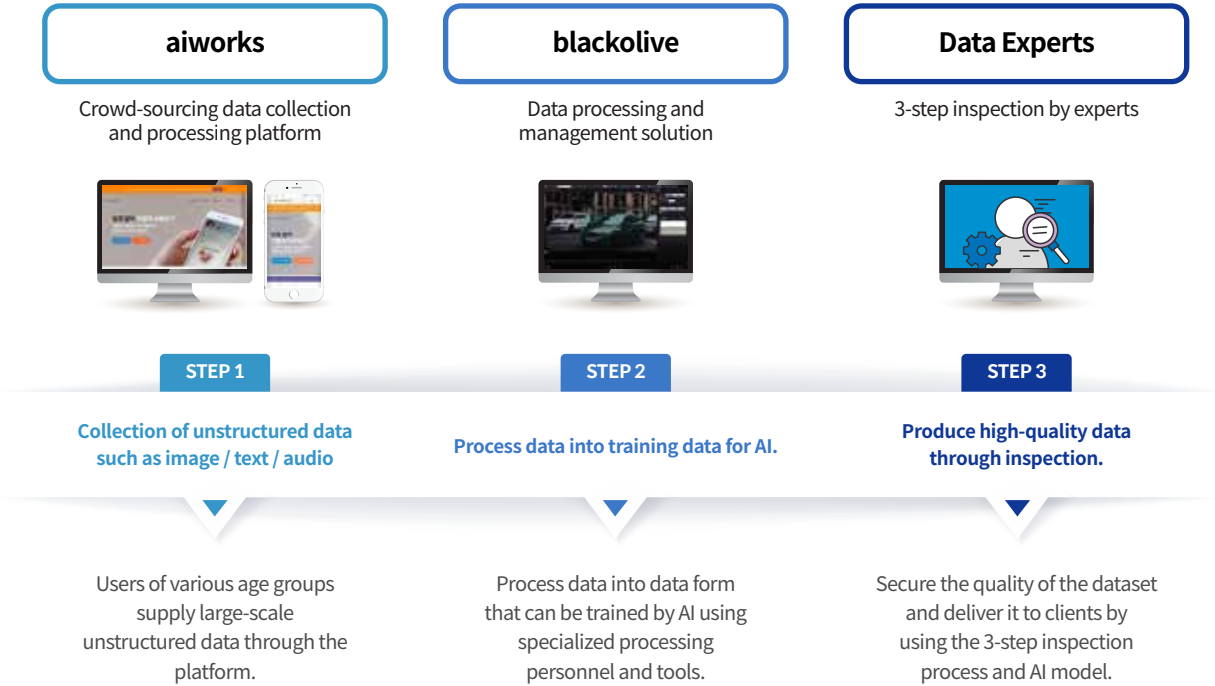 aiworks
Crowd-sourcing data collection
and processing platform
STEP 1
Collection of unstructured data
such as image / text / audio
Users of various age groups
supply large-scale
unstructured data through the
platform.
blackolive
Data processing and
management solution
STEP 2
Process data into training data for AI.
Process data into data form
that can be trained by AI using
specialized processing
personnel and tools.
Data Experts
3-step inspection by experts
STEP 3
Produce high-quality data
through inspection.
Secure the quality of the dataset
and deliver it to clients by
using the 3-step inspection
process and AI model.